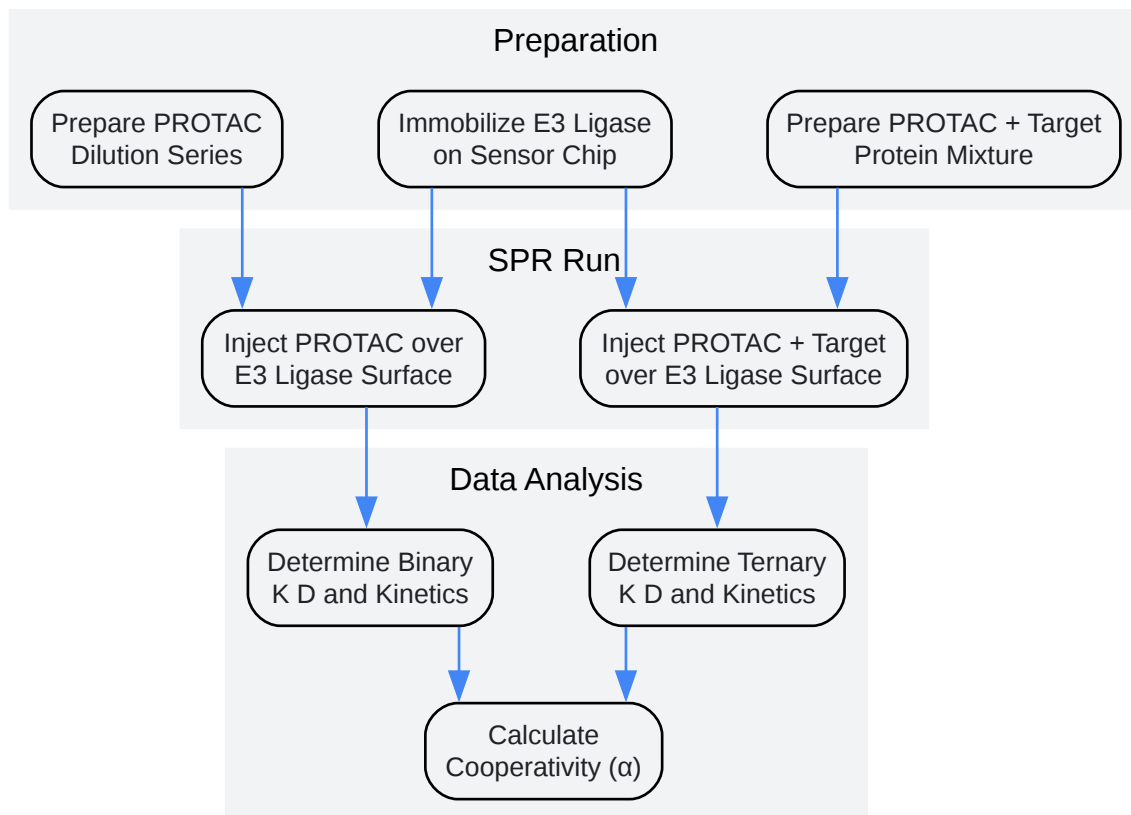 Preparation
Prepare PROTAC
Dilution Series
Immobilize E3 Ligase
on Sensor Chip
Prepare PROTAC + Target
Protein Mixture
SPR Run
Inject PROTAC over
E3 Ligase Surface
Inject PROTAC + Target
over E3 Ligase Surface
Data Analysis
Determine Binary
K D and Kinetics
Determine Ternary
K D and Kinetics
Calculate
Cooperativity (α)